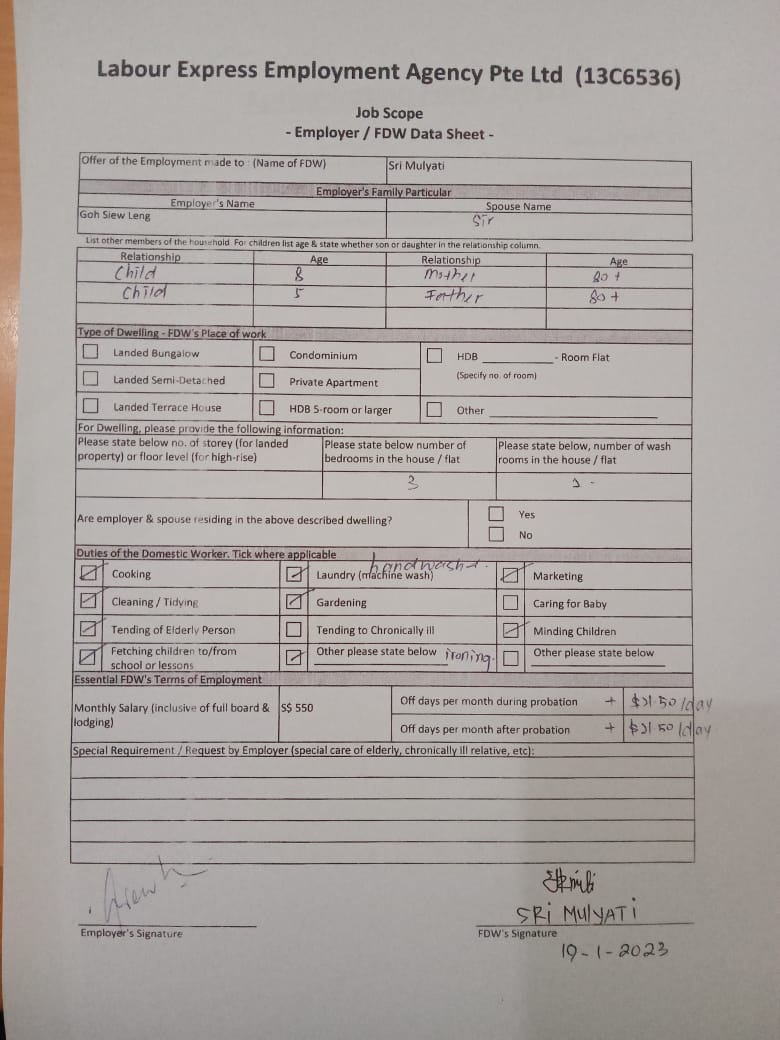 Labour Express Employment Agency Pte Ltd (13C6536)
Job Scope
- Employer / FDW Data Sheet -
Offer of the Employment made to : (Name of FDW) Sri Mulyati
Employer's Family Particular
Employer's Name Spouse Name
Goh Siew Leng Sir
List other members of the household. For children list age & state whether son or daughter in the relationship column.
Relationship Age Relationship Age
Child 8 Mother 80+
Child 5 Father 80+
Type of Dwelling - FDW's Place of work
Landed Bungalow Condominium HDB ____________ - Room Flat
(Specify no. of room)
Landed Semi-Detached Private Apartment
Landed Terrace House HDB 5-room or larger Other ____________
For Dwelling, please provide the following information:
Please state below no. of storey (for landed property) or floor level (for high-rise) Please state below number of bedrooms in the house / flat Please state below, number of wash rooms in the house / flat
3
Are employer & spouse residing in the above described dwelling? Yes
No
Duties of the Domestic Worker. Tick where applicable
handwash
Cooking Laundry (machine wash) Marketing
Cleaning / Tidying Gardening Caring for Baby
Tending of Elderly Person Tending to Chronically ill Minding Children
Fetching children to/from school or lessons Other please state below ironing. Other please state below
Essential FDW's Terms of Employment
Monthly Salary (inclusive of full board & lodging) S$ 550 Off days per month during probation + /day
Off days per month after probation + /day
Special Requirement / Request by Employer (special care of elderly, chronically ill relative, etc):
SRI MULYATI
Employer's Signature FDW's Signature
19-1-2023